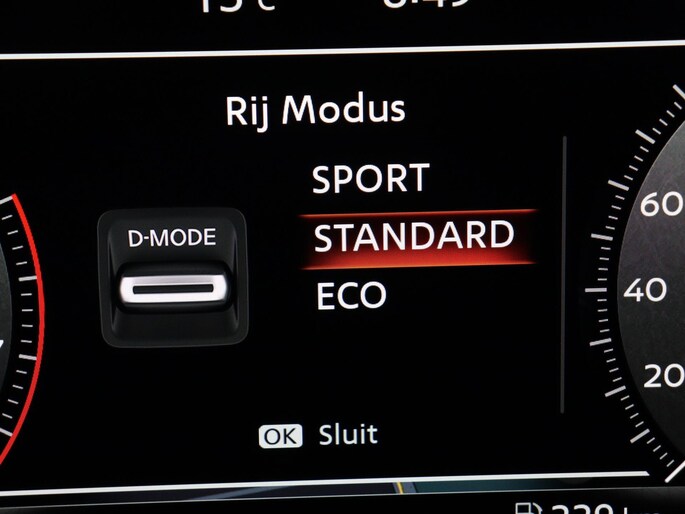 Rij Modus
SPORT
D-MODE
STANDARD
ECO
60
40
20
OK Sluit